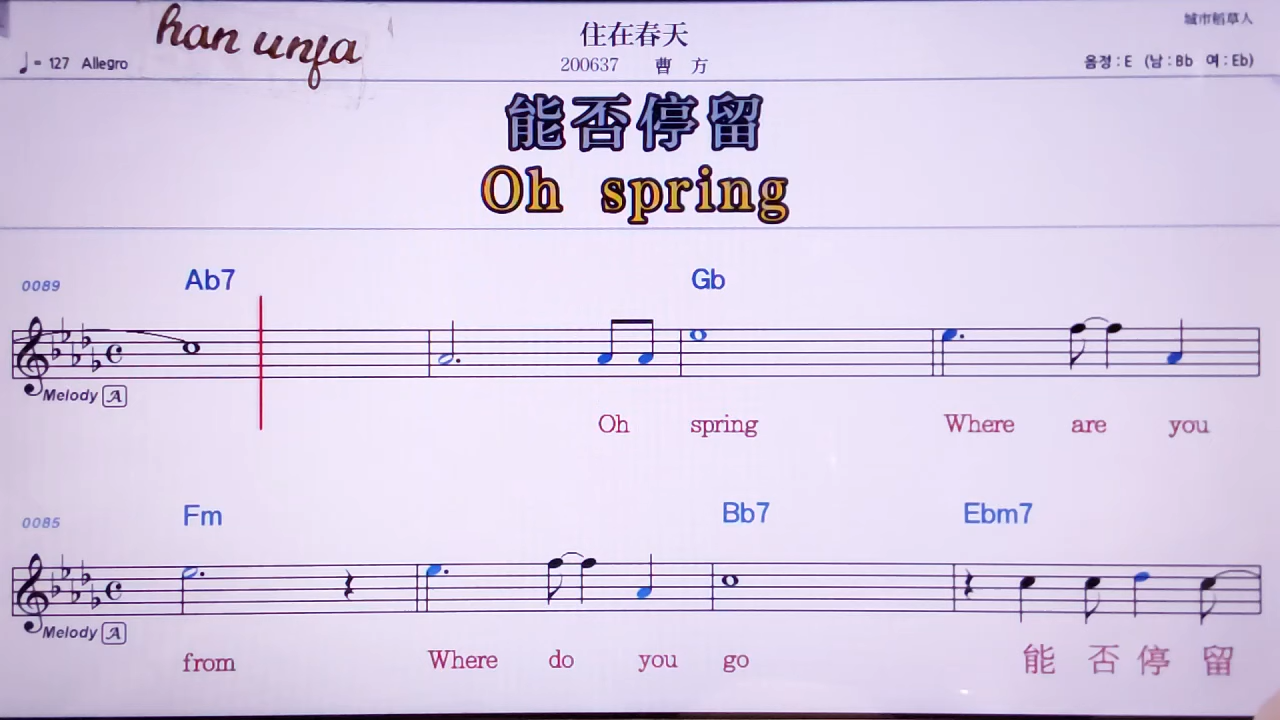 han unfa
住在春天
城市稻草人
♩= 127 Allegro
200637 曹 方
음정 : E (남 : Bb 여 : Eb)
能否停留
Oh spring
0089 Ab7 Gb
Melody A
Oh spring Where are you
0085 Fm Bb7 Ebm7
Melody A
from Where do you go 能 否 停 留